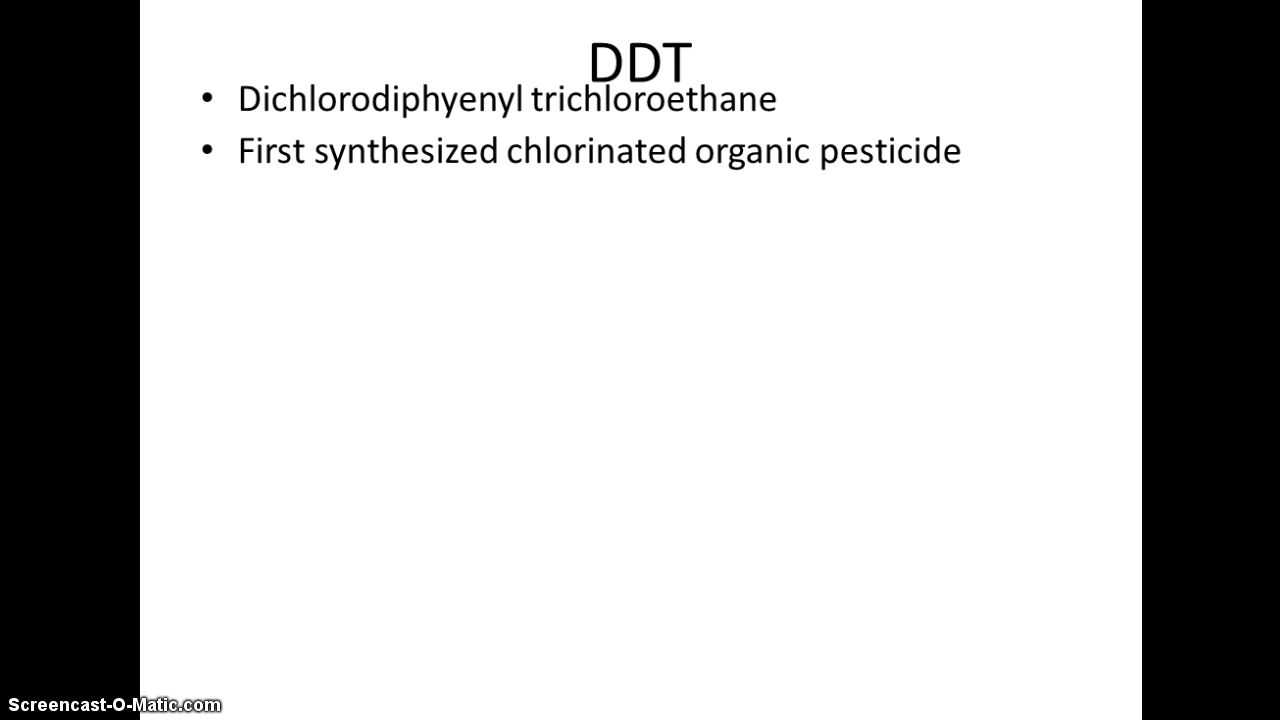 DDT
• Dichlorodiphyenyl trichloroethane
• First synthesized chlorinated organic pesticide
Screencast-O-Matic.com